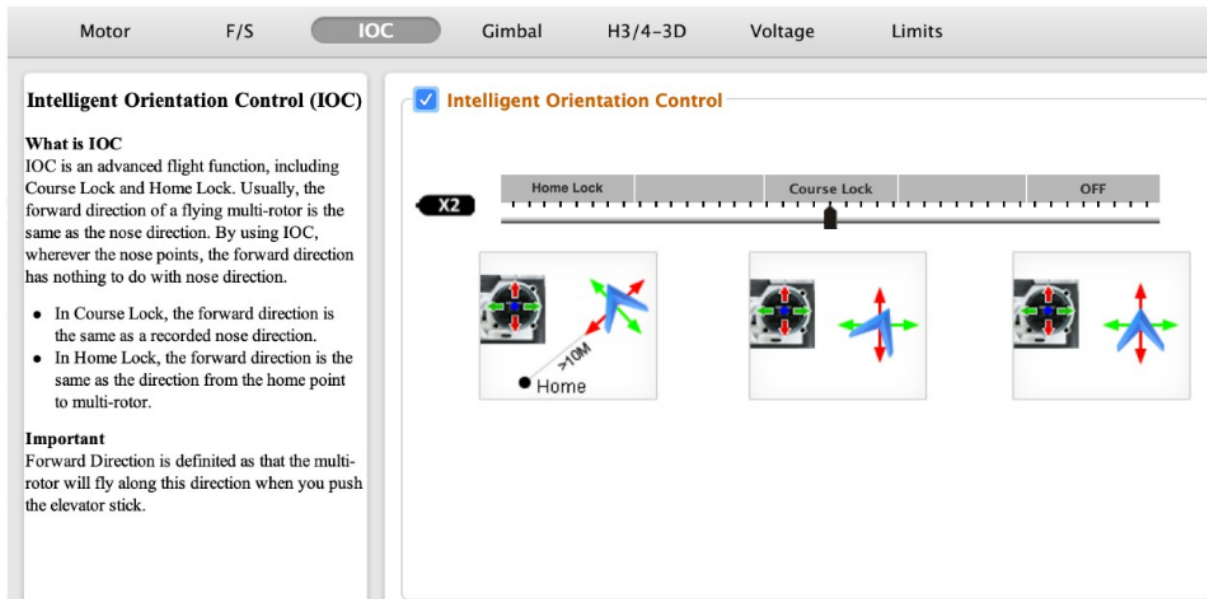 Motor F/S IOC Gimbal H3/4-3D Voltage Limits
Intelligent Orientation Control (IOC)
What is IOC
IOC is an advanced flight function, including
Course Lock and Home Lock. Usually, the
forward direction of a flying multi-rotor is the
same as the nose direction. By using IOC,
wherever the nose points, the forward direction
has nothing to do with nose direction.
● In Course Lock, the forward direction is
the same as a recorded nose direction.
● In Home Lock, the forward direction is the
same as the direction from the home point
to multi-rotor.
Important
Forward Direction is definited as that the multi-
rotor will fly along this direction when you push
the elevator stick.
Intelligent Orientation Control
Home Lock Course Lock OFF
X2
>10M
Home